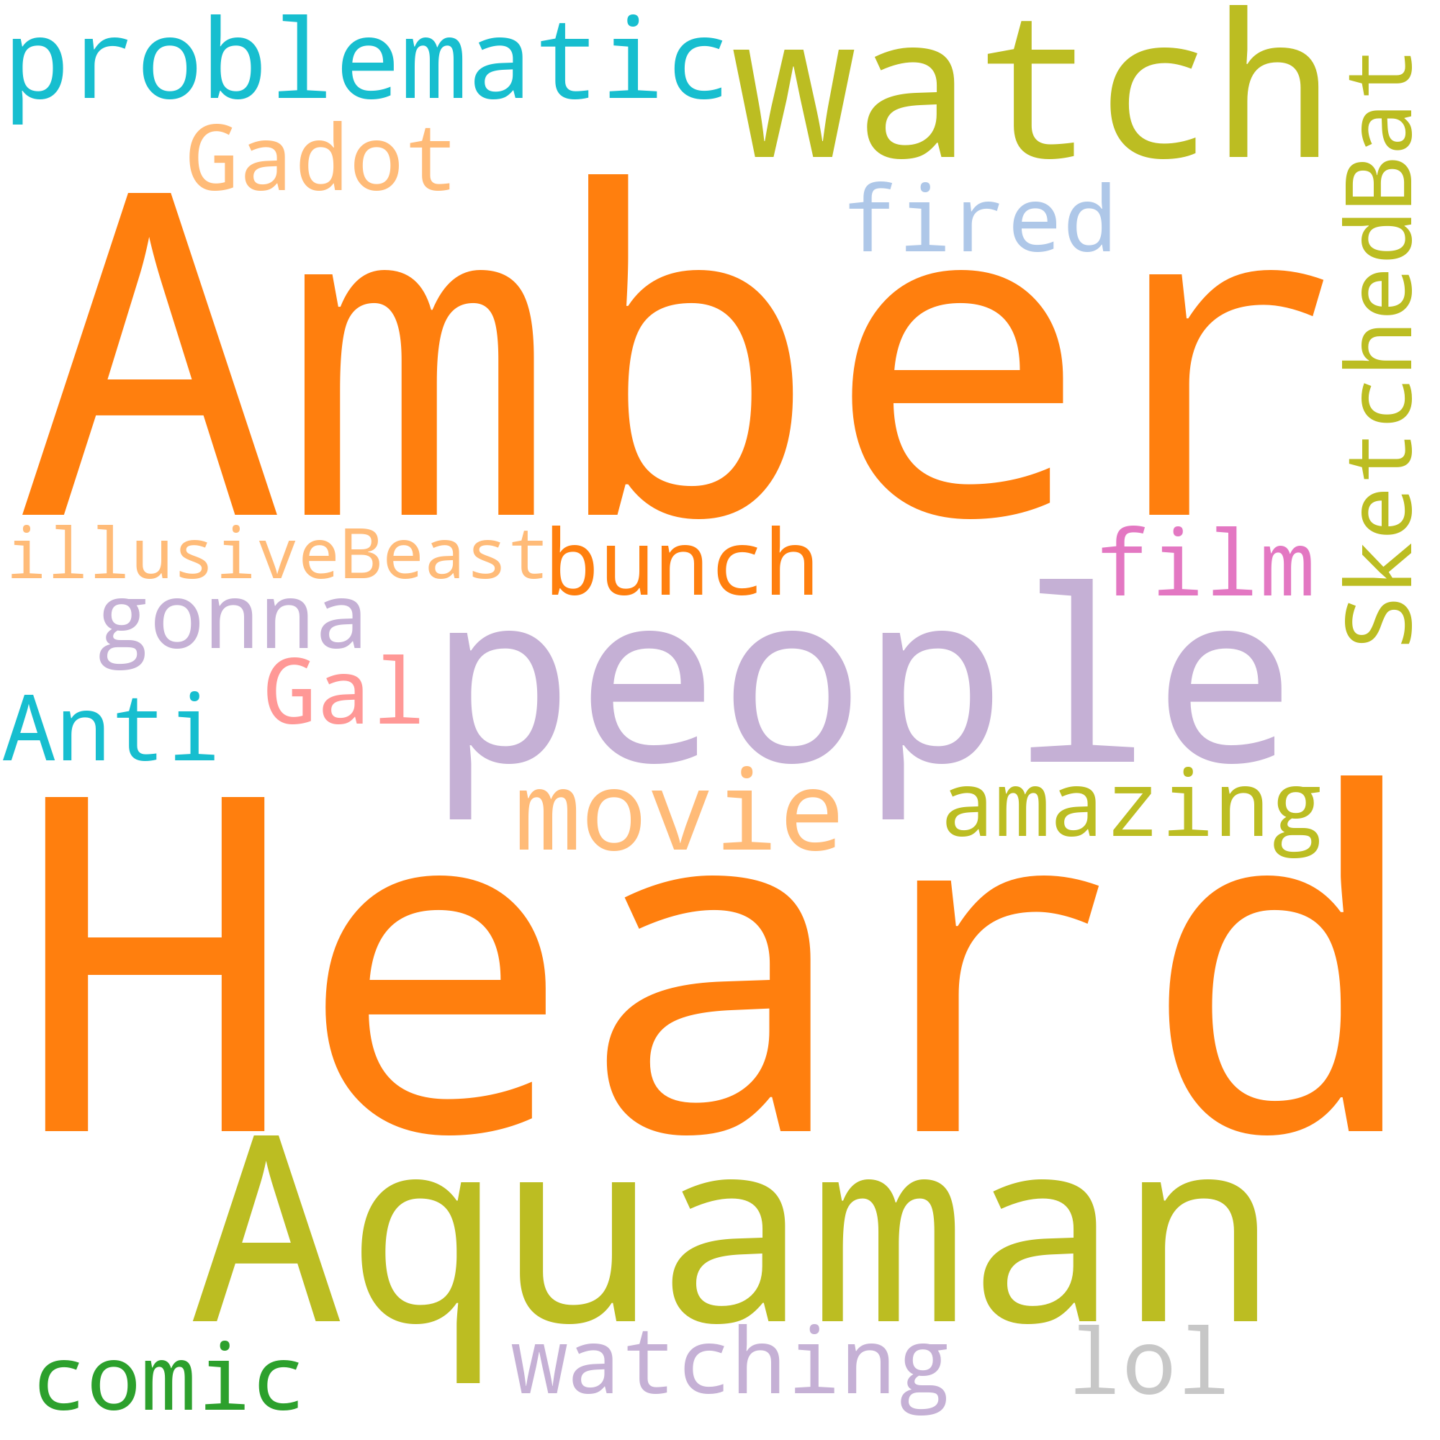 problematic
watch
SketchedBat
Gadot
fired
Amber
illusiveBeast
bunch
film
gonna
people
Gal
Anti
movie
amazing
Heard
Aquaman
comic
watching
lol